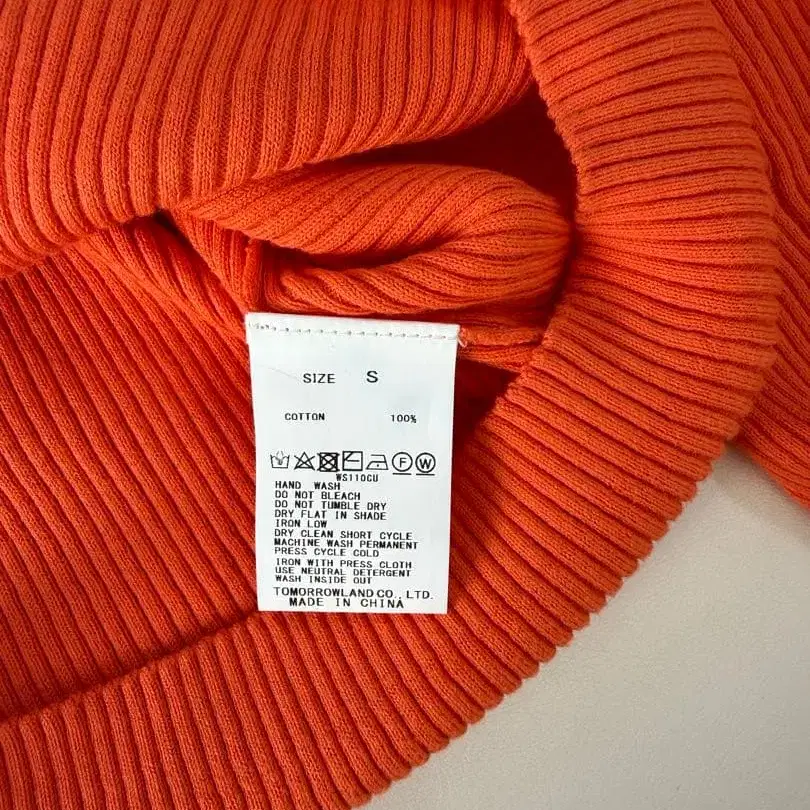 SIZE S
COTTON 100%
WS110CU
HAND WASH
DO NOT BLEACH
DO NOT TUMBLE DRY
DRY FLAT IN SHADE
IRON LOW
DRY CLEAN SHORT CYCLE
MACHINE WASH PERMANENT
PRESS CYCLE COLD
IRON WITH PRESS CLOTH
USE NEUTRAL DETERGENT
WASH INSIDE OUT
TOMORROWLAND CO., LTD.
MADE IN CHINA